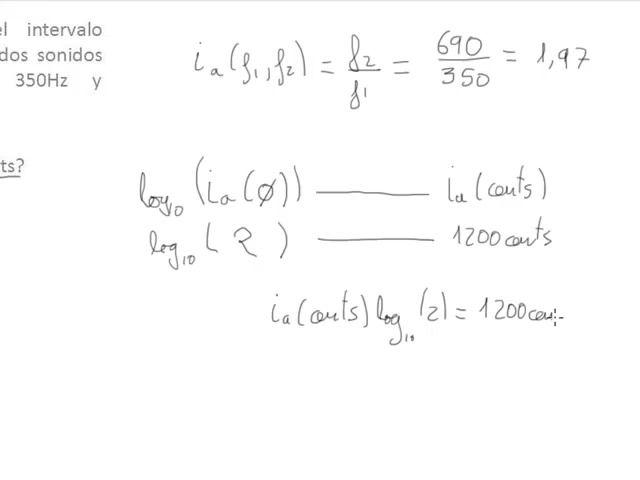 el intervalo
dos sonidos
350Hz y
ts?
i_a(f_1, f_2) = f_2/f_1 = 690/350 = 1,97
log_10(i_a(∅)) —— i_a(cents)
log_10(2) —— 1200 cents
i_a(cents) log_10(2) = 1200 cen